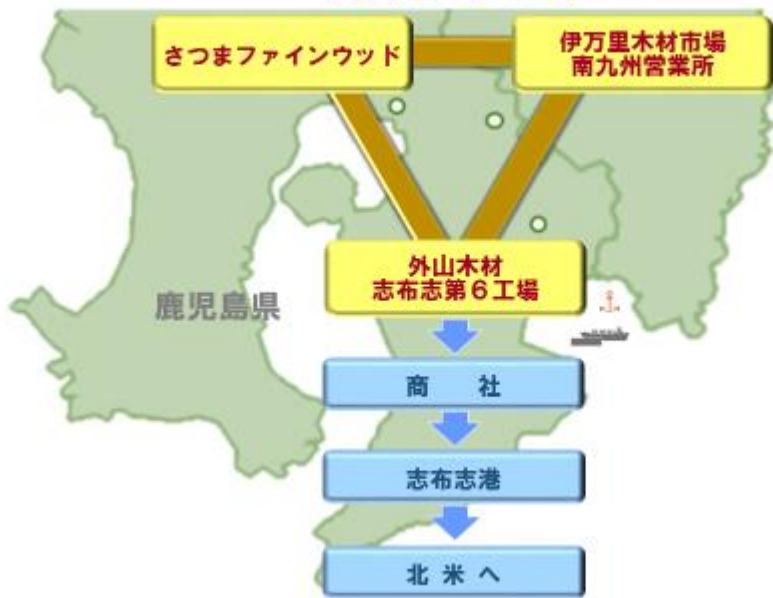 さつまファインウッド
伊万里木材市場
南九州営業所
外山木材
志布志第６工場
鹿児島県
商　　社
志布志港
北 米 へ